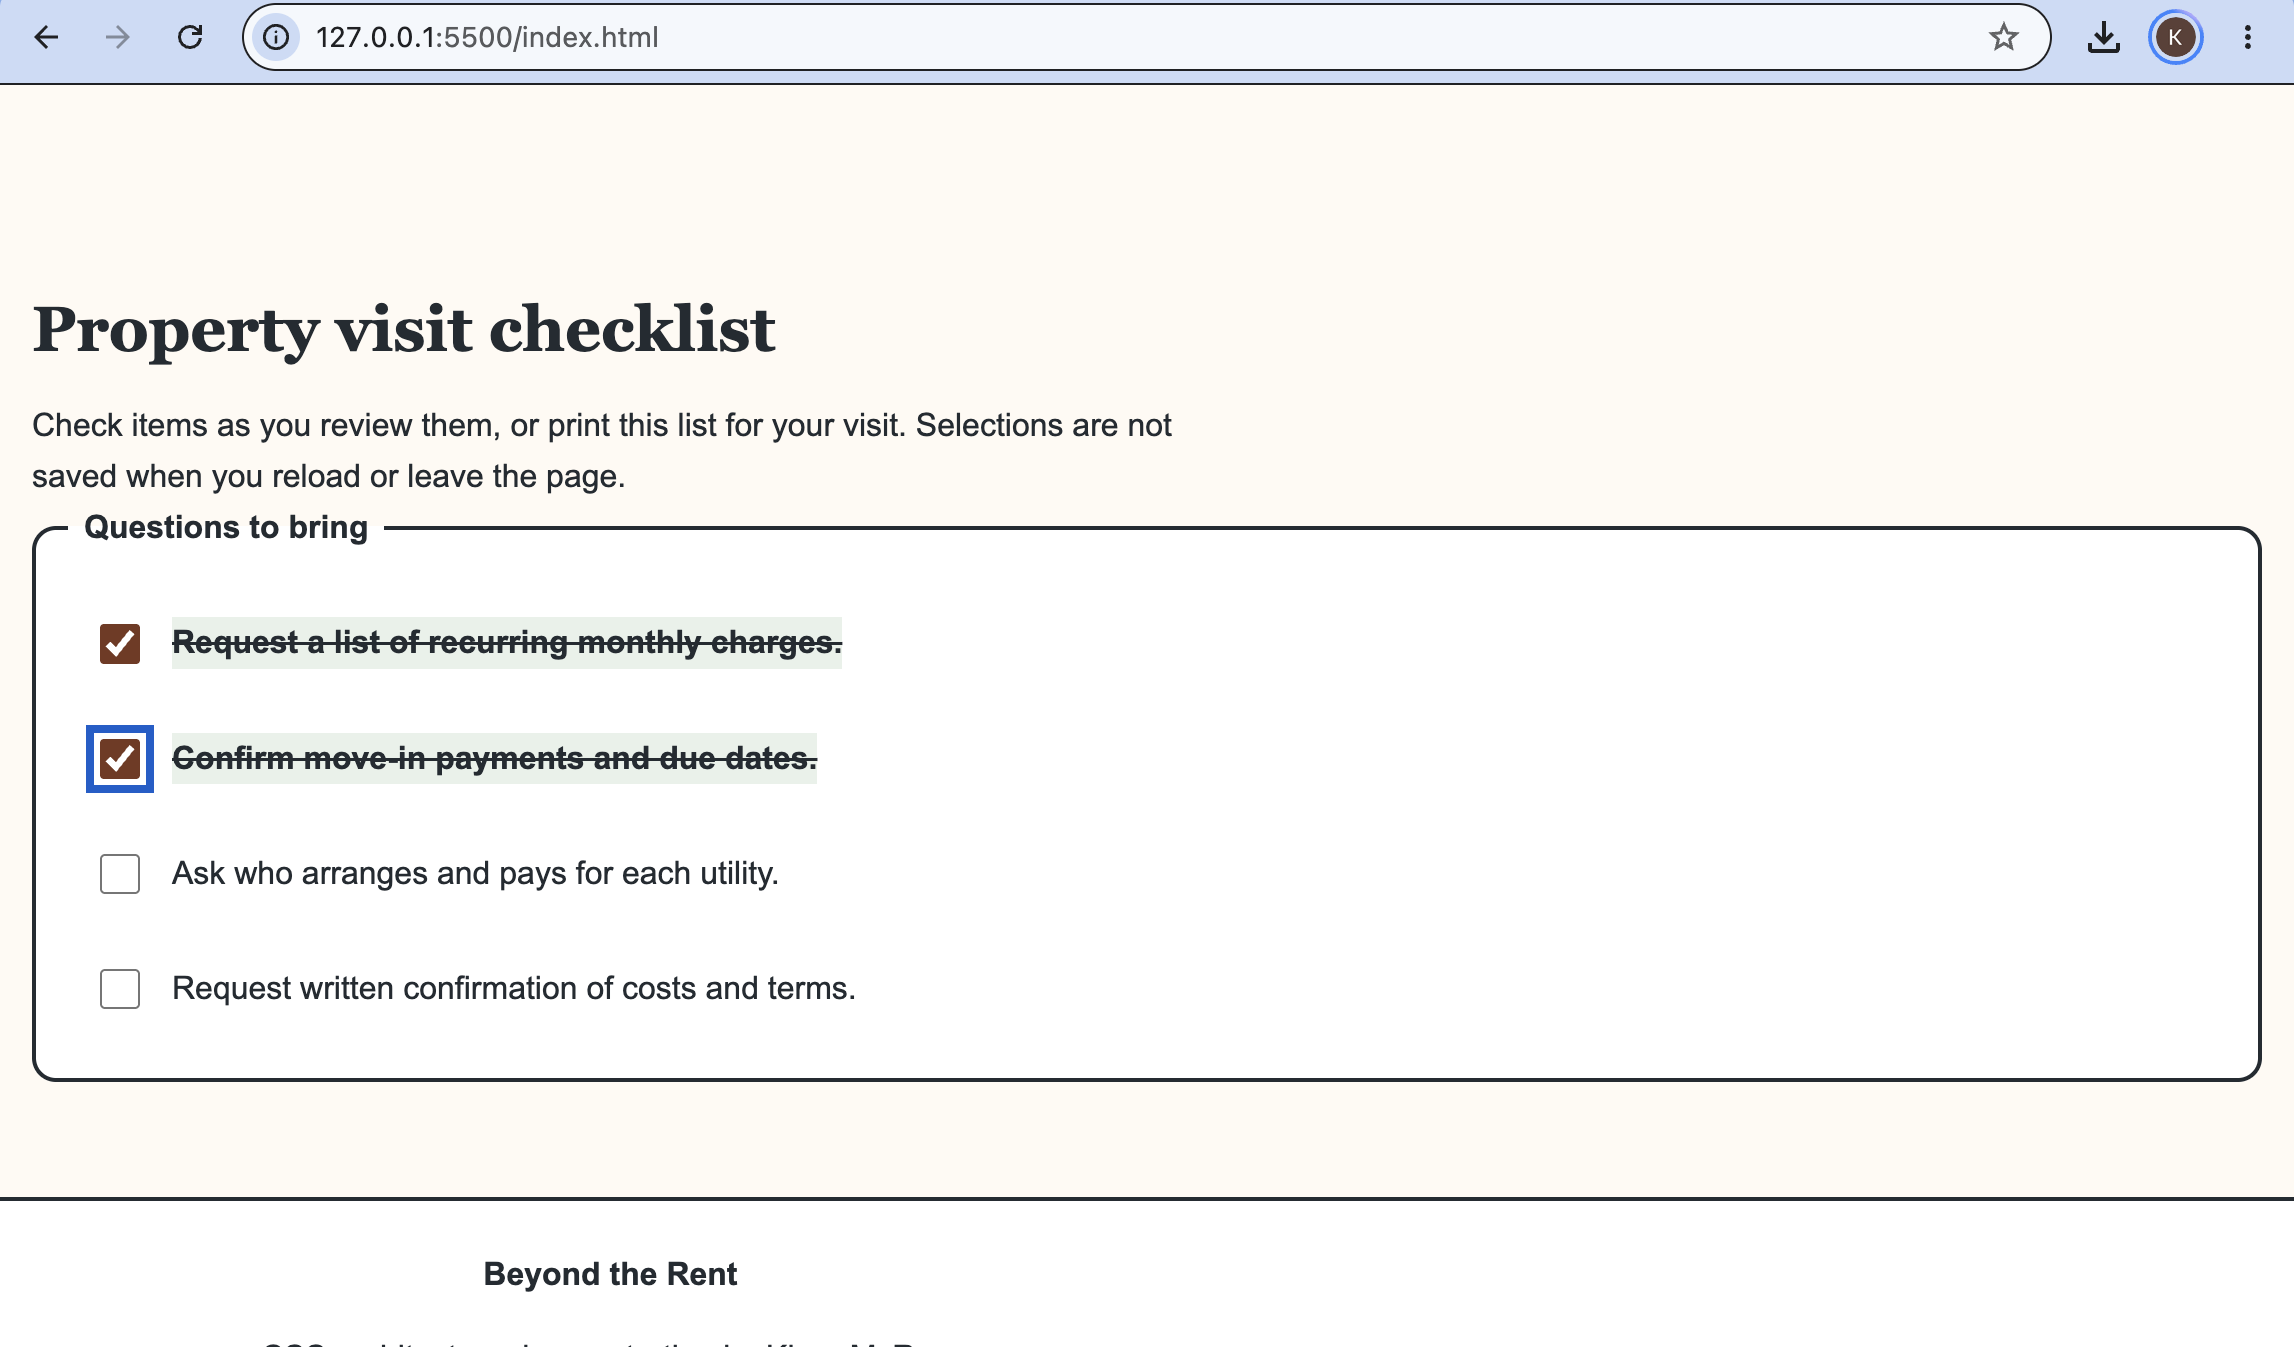 127.0.0.1:5500/index.html
K
Property visit checklist
Check items as you review them, or print this list for your visit. Selections are not
saved when you reload or leave the page.
Questions to bring
Request a list of recurring monthly charges.
Confirm move-in payments and due dates.
Ask who arranges and pays for each utility.
Request written confirmation of costs and terms.
Beyond the Rent